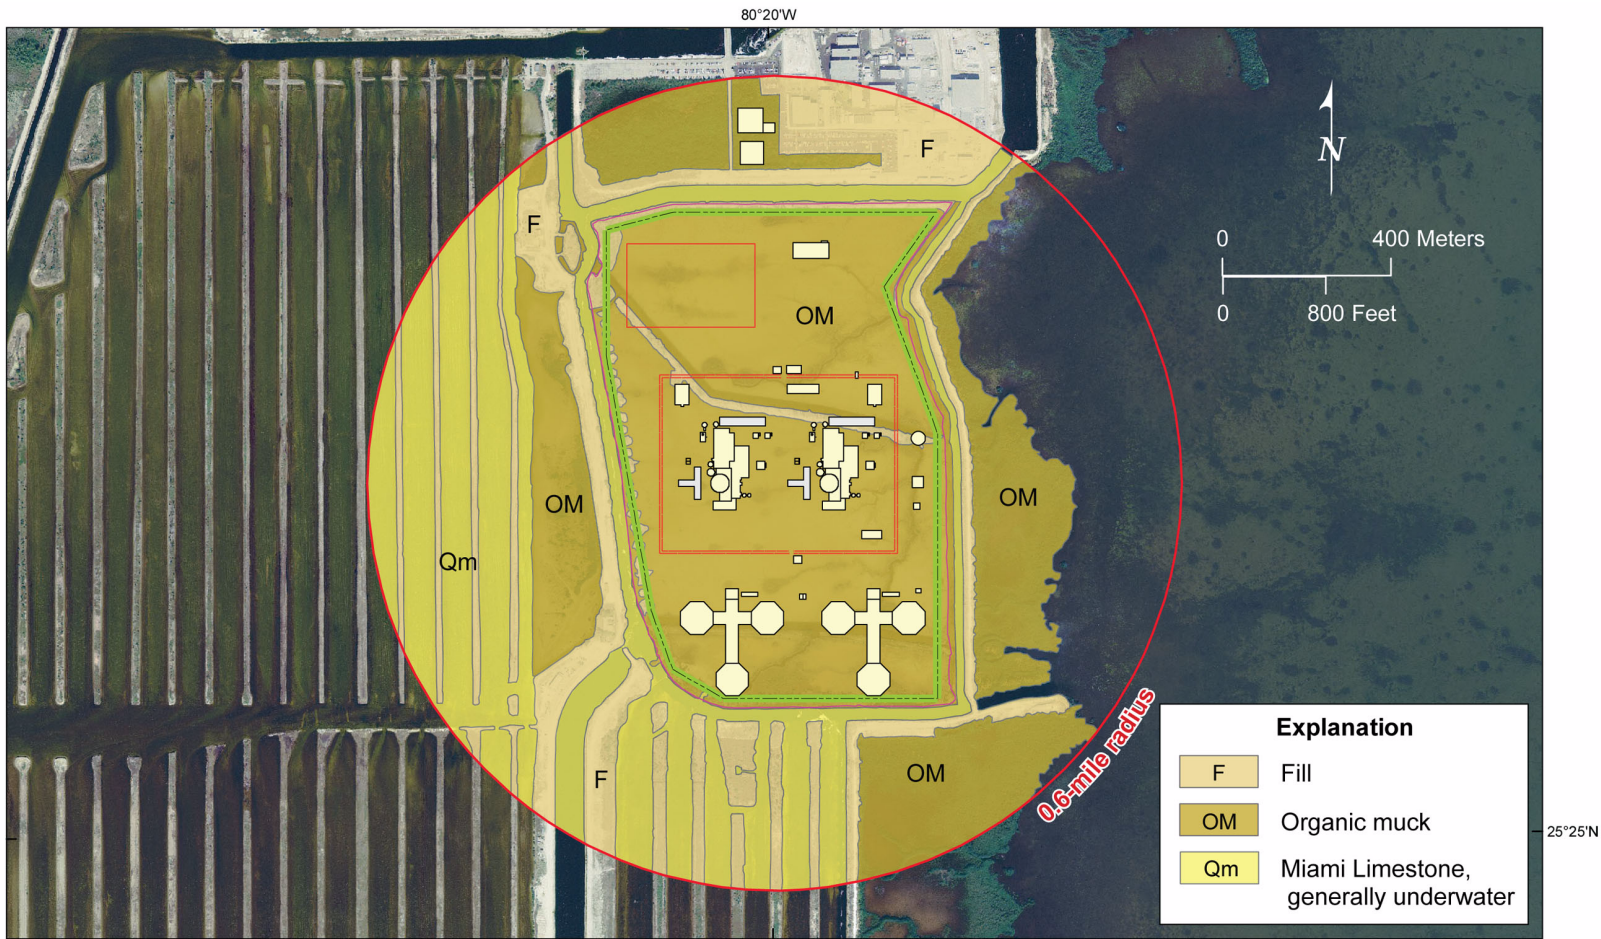 80°20'W
F
N
F
0 400 Meters
0 800 Feet
OM
OM
OM
Qm
0.6-mile radius
F
OM
Explanation
F Fill
OM Organic muck
Qm Miami Limestone,
generally underwater
25°25'N